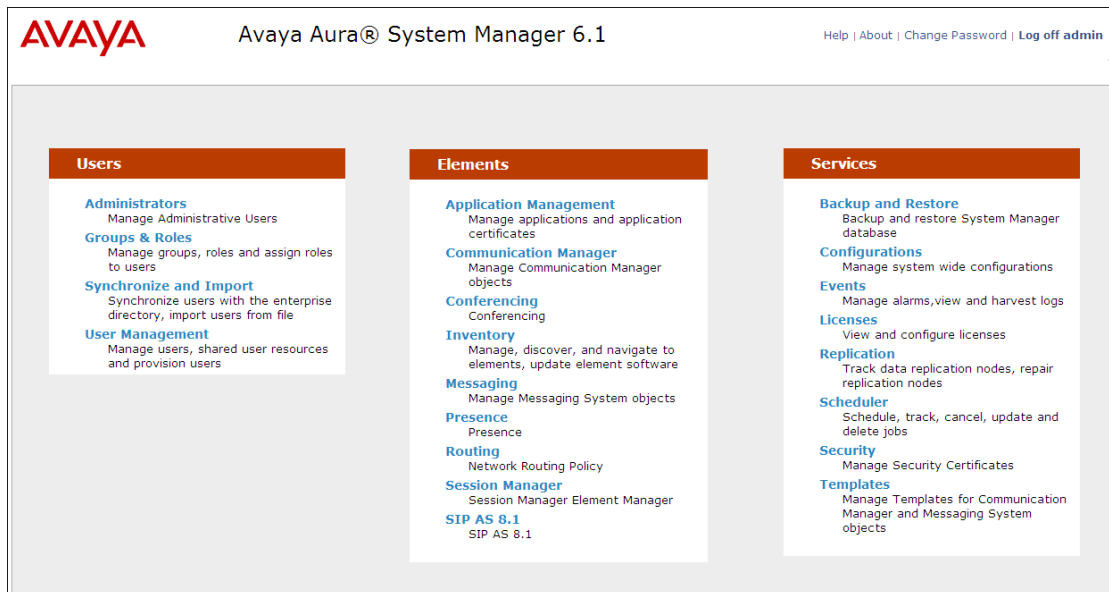 AVAYA
Avaya Aura® System Manager 6.1
Help | About | Change Password | Log off admin
Users
Administrators
Manage Administrative Users
Groups & Roles
Manage groups, roles and assign roles
to users
Synchronize and Import
Synchronize users with the enterprise
directory, import users from file
User Management
Manage users, shared user resources
and provision users
Elements
Application Management
Manage applications and application
certificates
Communication Manager
Manage Communication Manager
objects
Conferencing
Conferencing
Inventory
Manage, discover, and navigate to
elements, update element software
Messaging
Manage Messaging System objects
Presence
Presence
Routing
Network Routing Policy
Session Manager
Session Manager Element Manager
SIP AS 8.1
SIP AS 8.1
Services
Backup and Restore
Backup and restore System Manager
database
Configurations
Manage system wide configurations
Events
Manage alarms,view and harvest logs
Licenses
View and configure licenses
Replication
Track data replication nodes, repair
replication nodes
Scheduler
Schedule, track, cancel, update and
delete jobs
Security
Manage Security Certificates
Templates
Manage Templates for Communication
Manager and Messaging System
objects